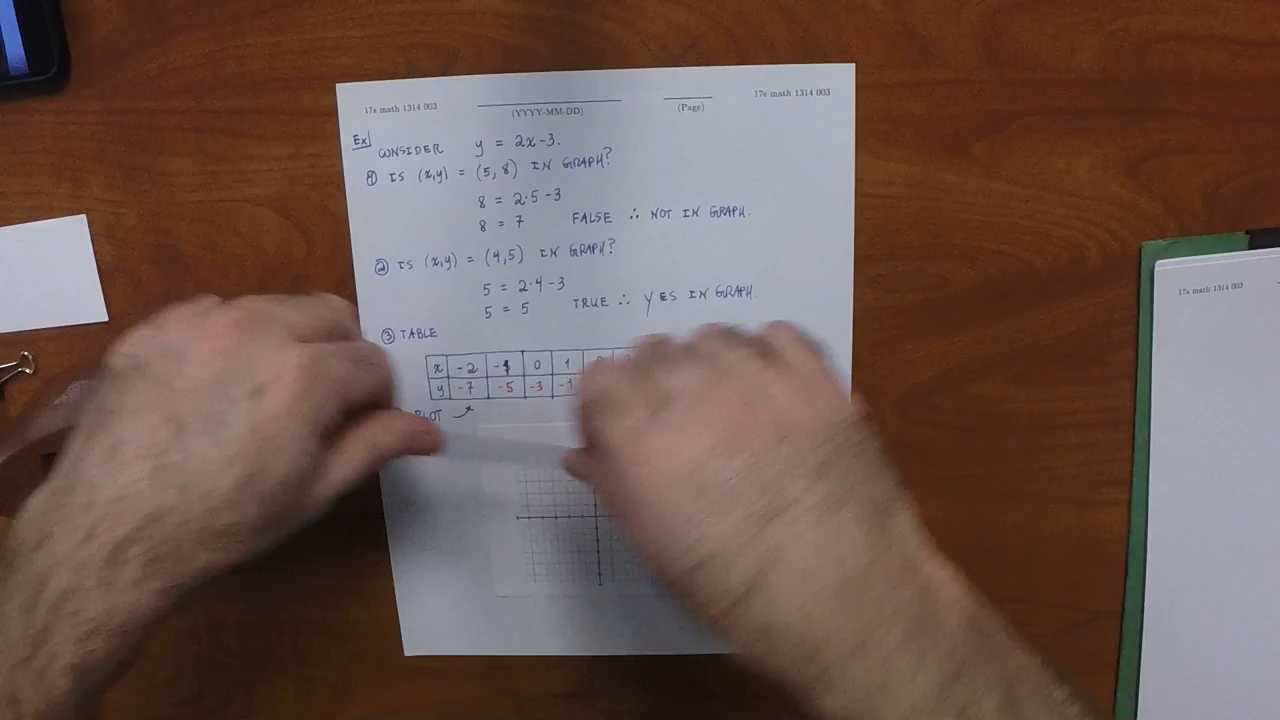 17s math 1314 003
(YYYY-MM-DD)
(Page)
17s math 1314 003
Ex
CONSIDER y = 2x-3.
① IS (x,y) = (5, 8) IN GRAPH?
8 = 2·5-3
8 = 7 FALSE ∴ NOT IN GRAPH.
② IS (x,y) = (4,5) IN GRAPH?
5 = 2·4-3
5 = 5 TRUE ∴ YES IN GRAPH.
③ TABLE
x -2 -1 0 1
y -7 -5 -3 -1
PLOT
17s math 1314 003